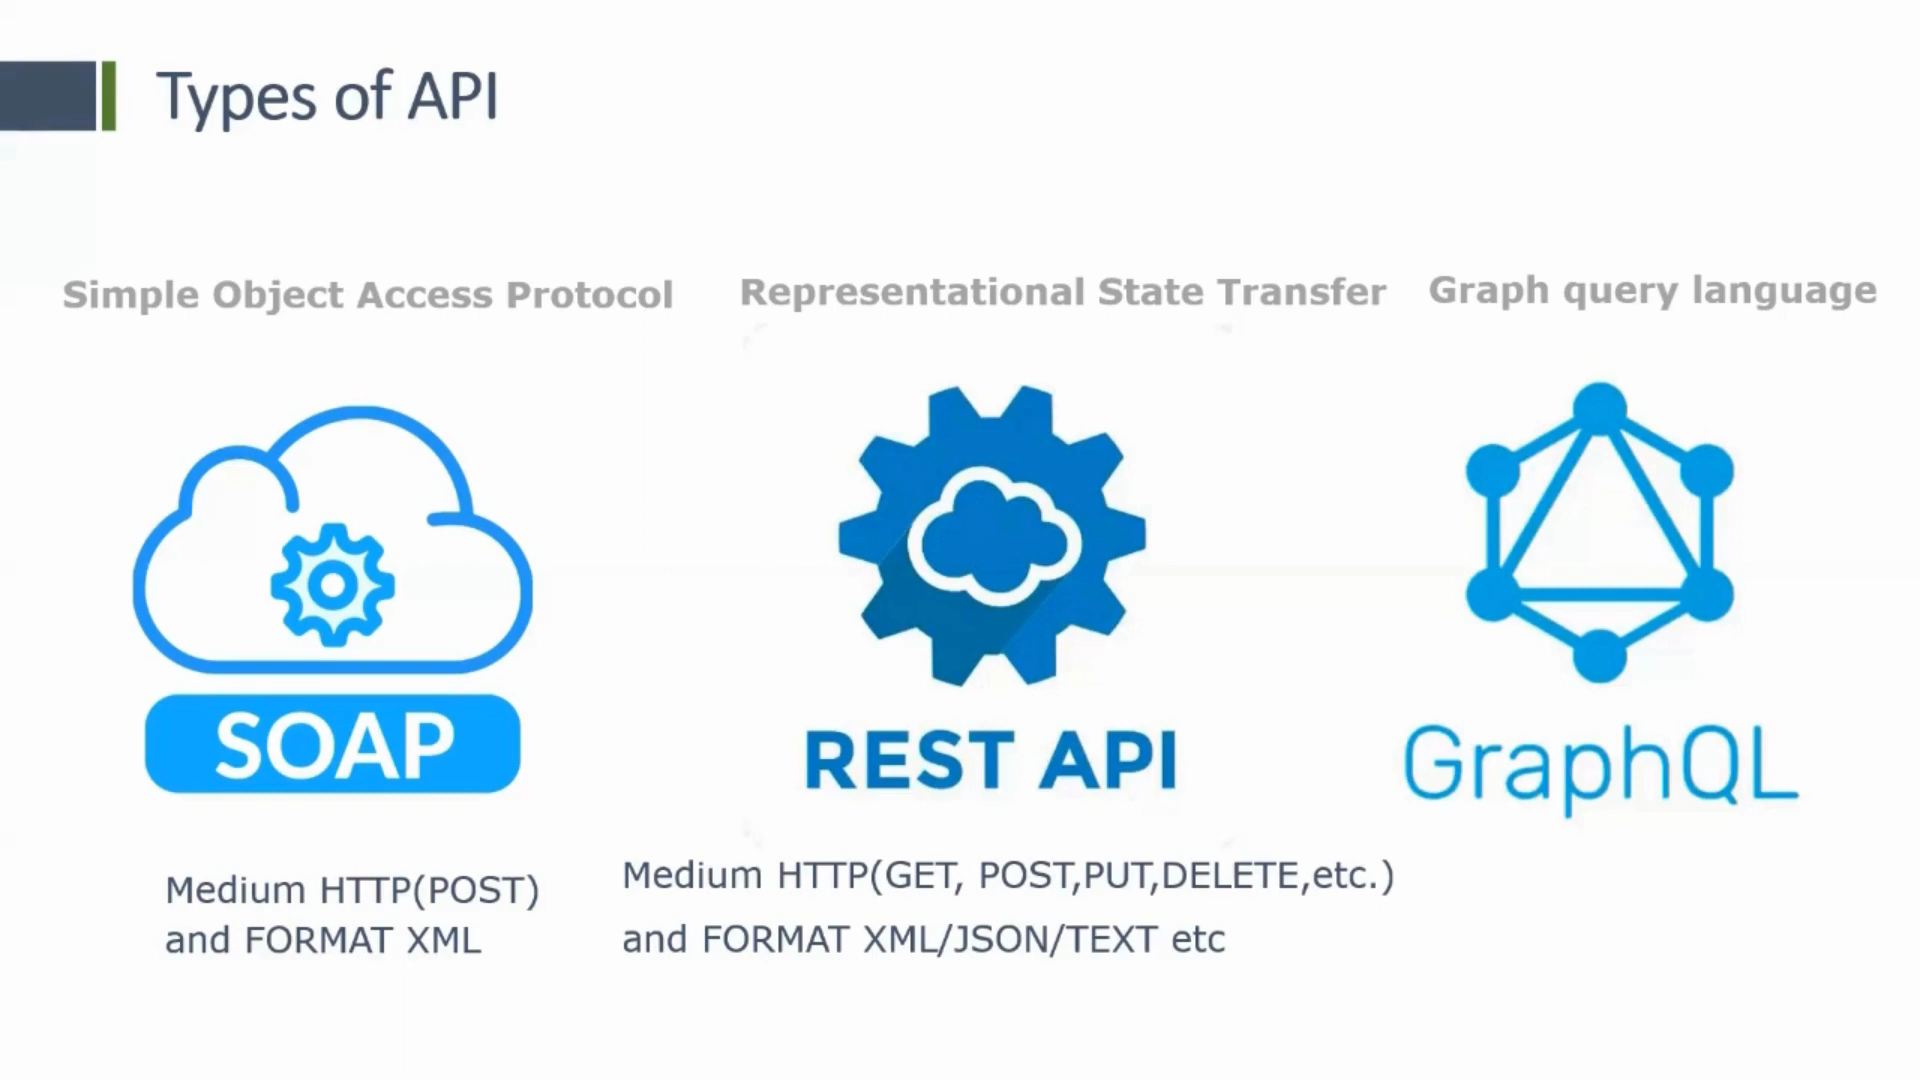 Types of API
Simple Object Access Protocol
Representational State Transfer
Graph query language
SOAP
REST API
GraphQL
Medium HTTP(POST)
and FORMAT XML
Medium HTTP(GET, POST,PUT,DELETE,etc.)
and FORMAT XML/JSON/TEXT etc